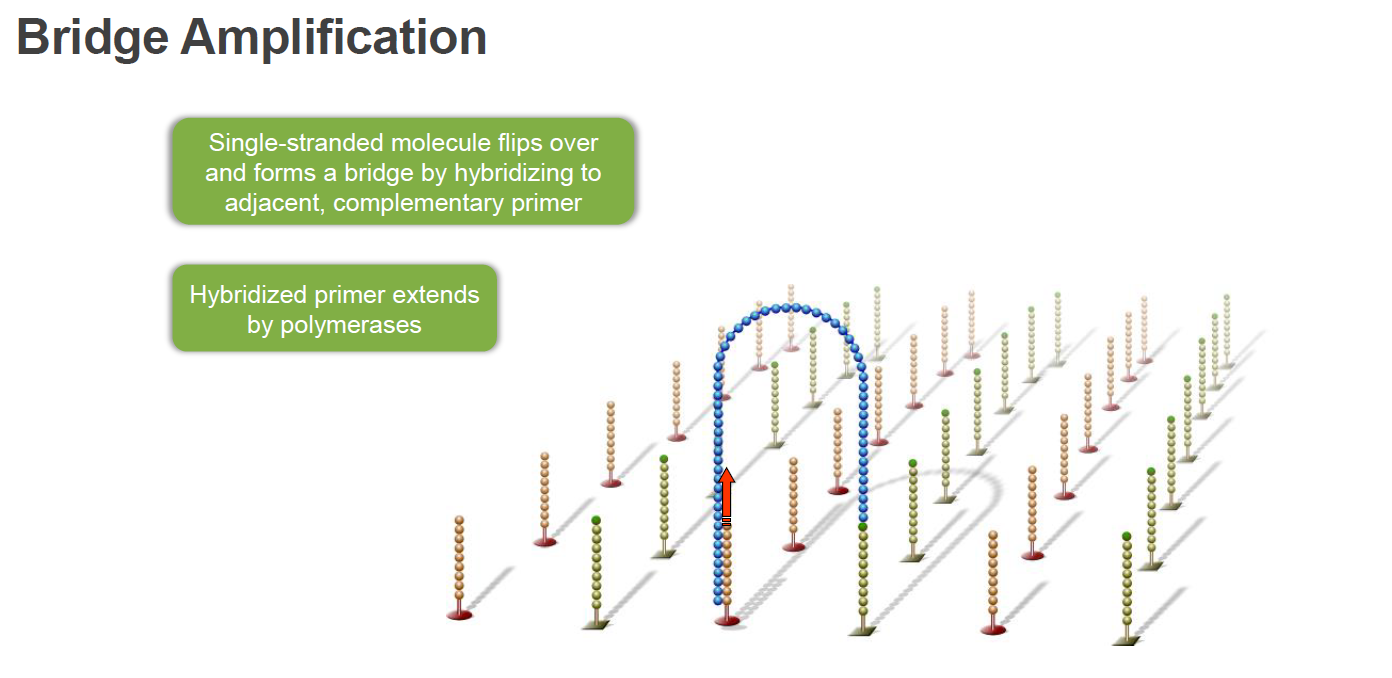 Bridge Amplification
Single-stranded molecule flips over
and forms a bridge by hybridizing to
adjacent, complementary primer
Hybridized primer extends
by polymerases